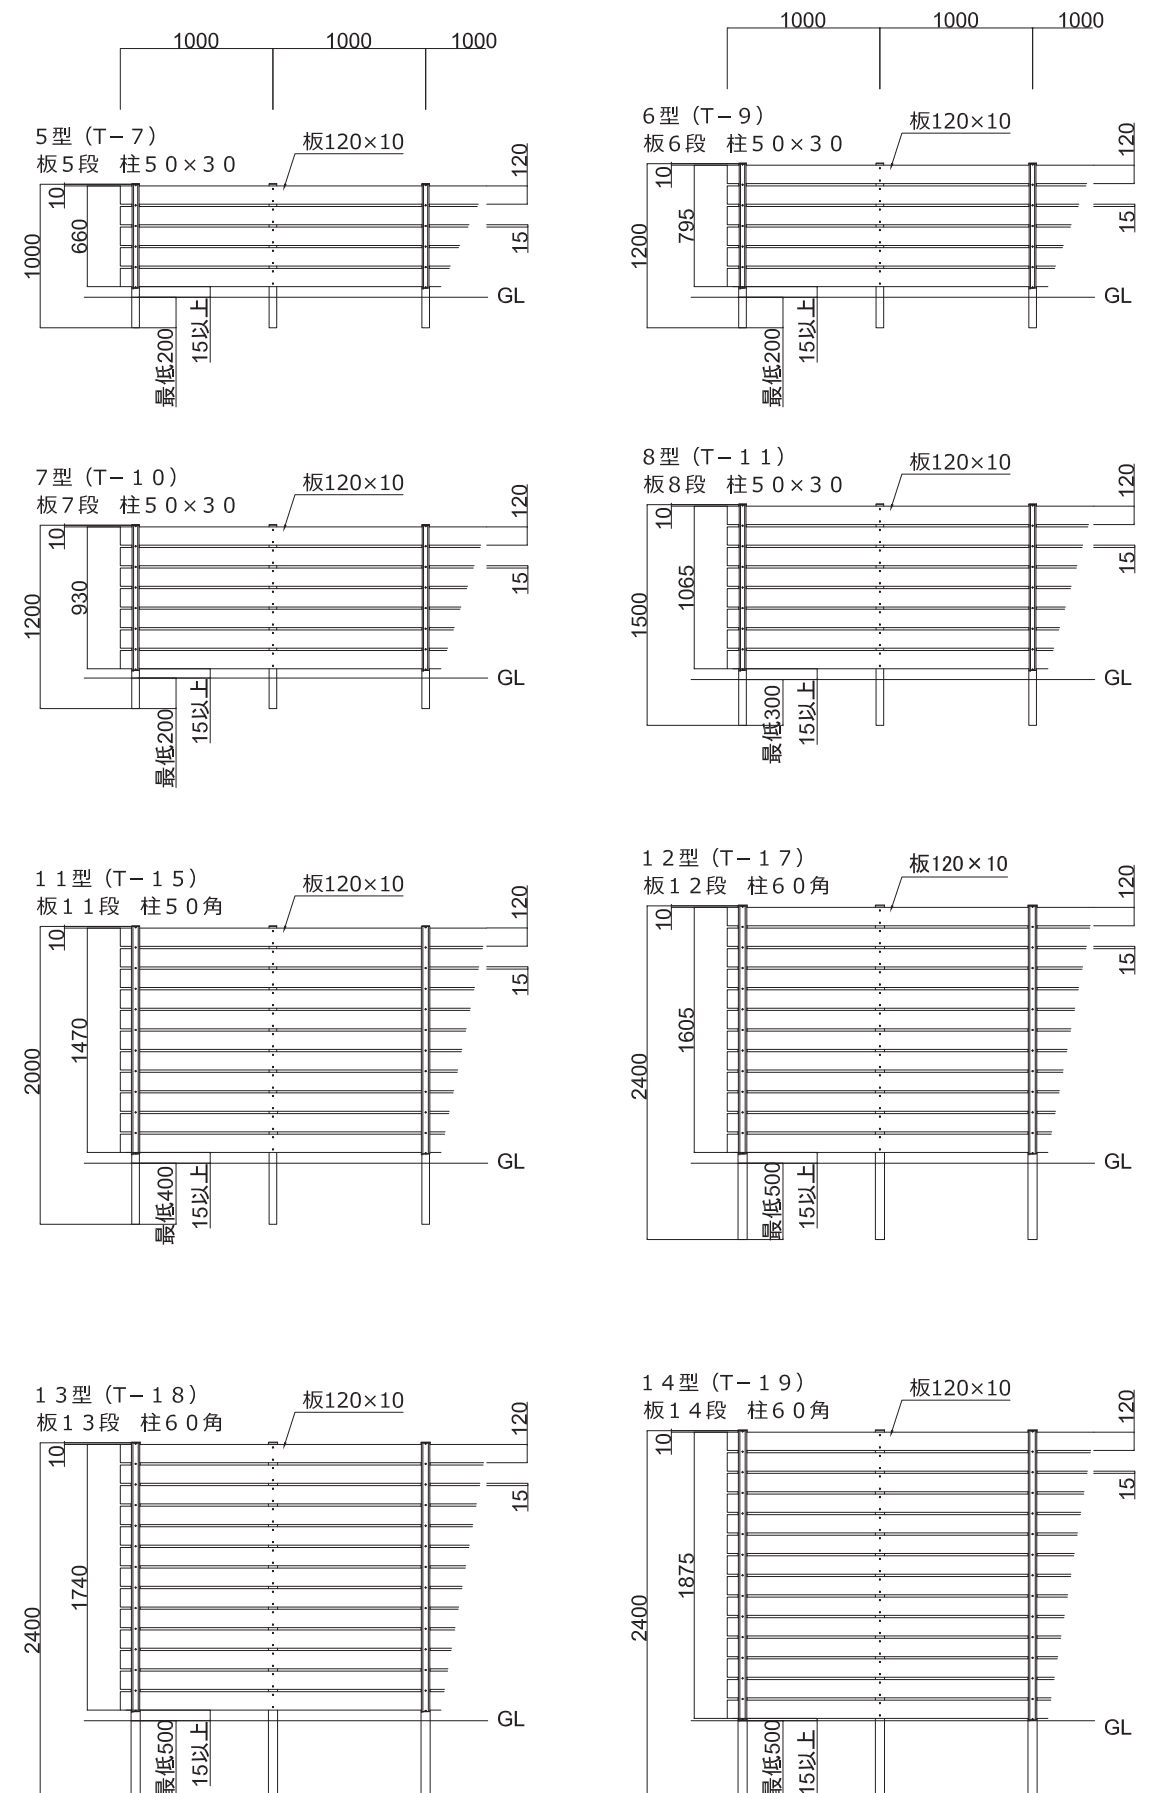 1000 1000 1000
5型（T－7）
板5段　柱50×30
板120×10
120
10
660
1000
15
GL
15以上
最低200
1000 1000 1000
6型（T－9）
板6段　柱50×30
板120×10
120
10
795
1200
15
GL
15以上
最低200
7型（T－10）
板7段　柱50×30
板120×10
120
10
930
1200
15
GL
15以上
最低200
8型（T－11）
板8段　柱50×30
板120×10
120
10
1065
1500
15
GL
15以上
最低300
11型（T－15）
板11段　柱50角
板120×10
120
10
1470
2000
15
GL
15以上
最低400
12型（T－17）
板12段　柱60角
板120×10
120
10
1605
2400
15
GL
15以上
最低500
13型（T－18）
板13段　柱60角
板120×10
120
10
1740
2400
15
GL
15以上
最低500
14型（T－19）
板14段　柱60角
板120×10
120
10
1875
2400
15
GL
15以上
最低500